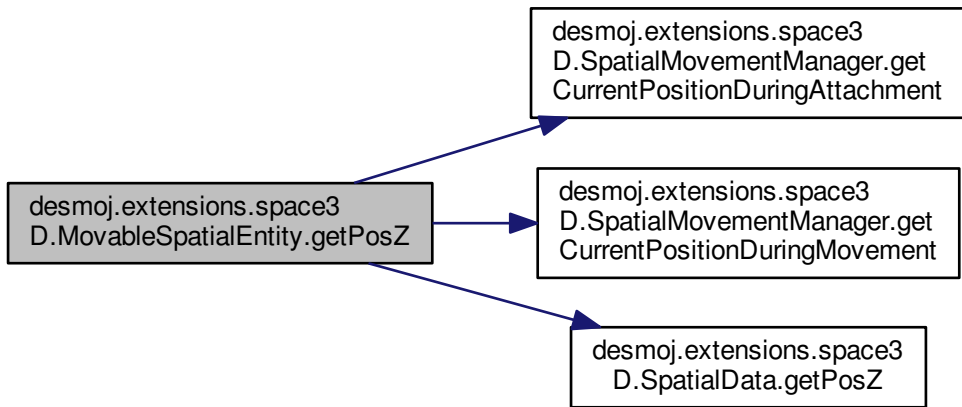 desmoj.extensions.space3
D.SpatialMovementManager.get
CurrentPositionDuringAttachment
desmoj.extensions.space3
D.MovableSpatialEntity.getPosZ
desmoj.extensions.space3
D.SpatialMovementManager.get
CurrentPositionDuringMovement
desmoj.extensions.space3
D.SpatialData.getPosZ